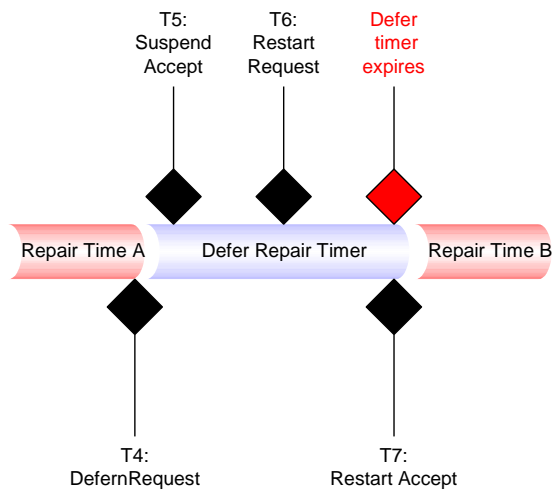 T5:
Suspend
Accept
T6:
Restart
Request
Defer
timer
expires
Repair Time A
Defer Repair Timer
Repair Time B
T4:
DefernRequest
T7:
Restart Accept